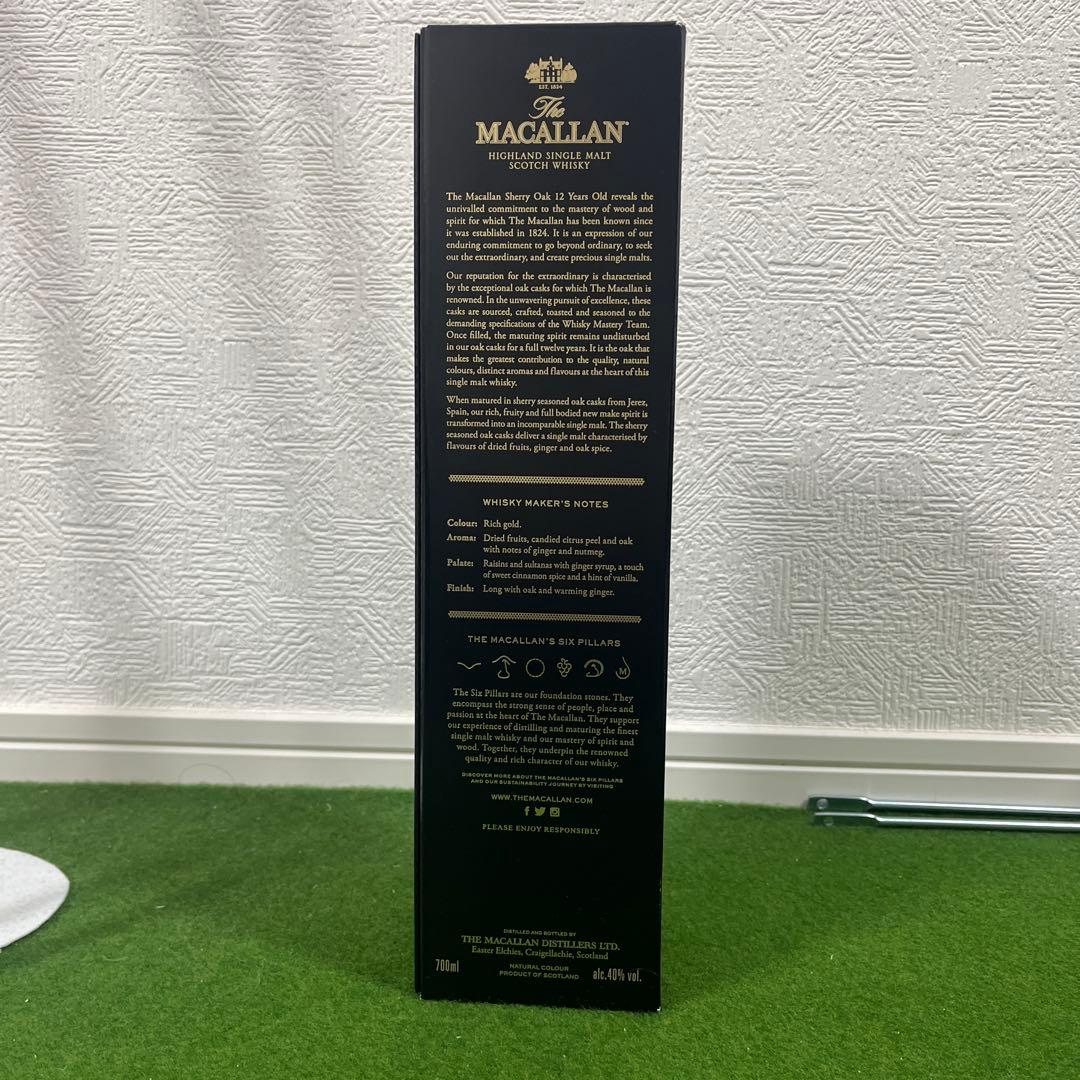 EST. 1824
The
MACALLAN
HIGHLAND SINGLE MALT
SCOTCH WHISKY
The Macallan Sherry Oak 12 Years Old reveals the
unrivalled commitment to the mastery of wood and
spirit for which The Macallan has been known since
it was established in 1824. It is an expression of our
enduring commitment to go beyond ordinary, to seek
out the extraordinary, and create precious single malts.
Our reputation for the extraordinary is characterised
by the exceptional oak casks for which The Macallan is
renowned. In the unwavering pursuit of excellence, these
casks are sourced, crafted, toasted and seasoned to the
demanding specifications of the Whisky Mastery Team.
Once filled, the maturing spirit remains undisturbed
in our oak casks for a full twelve years. It is the oak that
makes the greatest contribution to the quality, natural
colours, distinct aromas and flavours at the heart of this
single malt whisky.
When matured in sherry seasoned oak casks from Jerez,
Spain, our rich, fruity and full bodied new make spirit is
transformed into an incomparable single malt. The sherry
seasoned oak casks deliver a single malt characterised by
flavours of dried fruits, ginger and oak spice.
WHISKY MAKER'S NOTES
Colour: Rich gold.
Aroma: Dried fruits, candied citrus peel and oak
with notes of ginger and nutmeg.
Palate: Raisins and sultanas with ginger syrup, a touch
of sweet cinnamon spice and a hint of vanilla.
Finish: Long with oak and warming ginger.
THE MACALLAN'S SIX PILLARS
M
The Six Pillars are our foundation stones. They
encompass the strong sense of people, place and
passion at the heart of The Macallan. They support
our experience of distilling and maturing the finest
single malt whisky and our mastery of spirit and
wood. Together, they underpin the renowned
quality and rich character of our whisky.
DISCOVER MORE ABOUT THE MACALLAN'S SIX PILLARS
AND OUR SUSTAINABILITY JOURNEY BY VISITING
WWW.THEMACALLAN.COM
PLEASE ENJOY RESPONSIBLY
DISTILLED AND BOTTLED BY
THE MACALLAN DISTILLERS LTD.
Easter Elchies, Craigellachie, Scotland
700ml
NATURAL COLOUR
PRODUCT OF SCOTLAND
alc.40% vol.